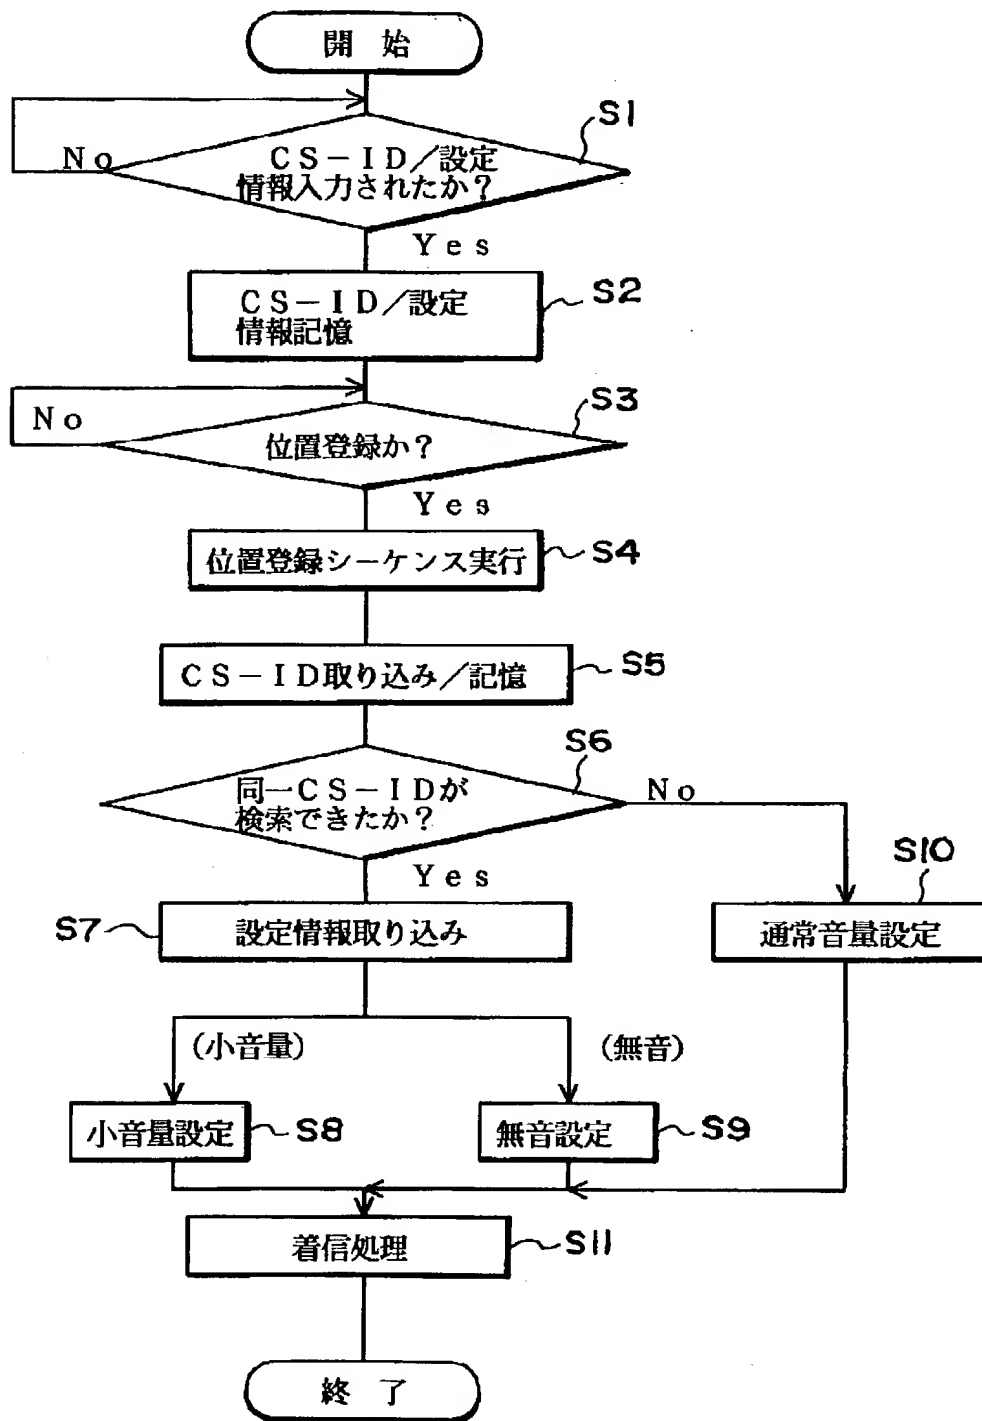 開　始
S1
No
CS－ID／設定
情報入力されたか？
Yes
S2
CS－ID／設定
情報記憶
S3
No
位置登録か？
Yes
位置登録シーケンス実行
S4
CS－ID取り込み／記憶
S5
S6
同一CS－IDが
検索できたか？
No
Yes
S10
S7
設定情報取り込み
通常音量設定
(小音量)
(無音)
小音量設定
S8
無音設定
S9
着信処理
S11
終　了